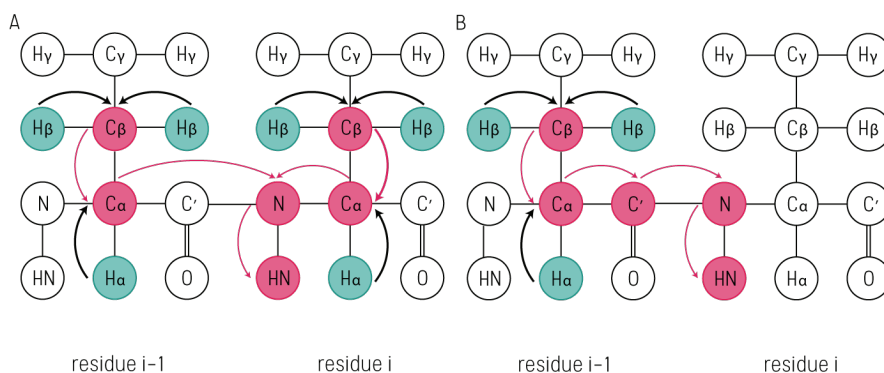 A
B
Hγ Cγ Hγ Hγ Cγ Hγ Hγ Cγ Hγ Hγ Cγ Hγ
Hβ Cβ Hβ Hβ Cβ Hβ Hβ Cβ Hβ Hβ Cβ Hβ
N Cα C' N Cα C' N Cα C' N Cα C'
HN Hα O HN Hα O HN Hα O HN Hα O
residue i-1 residue i residue i-1 residue i